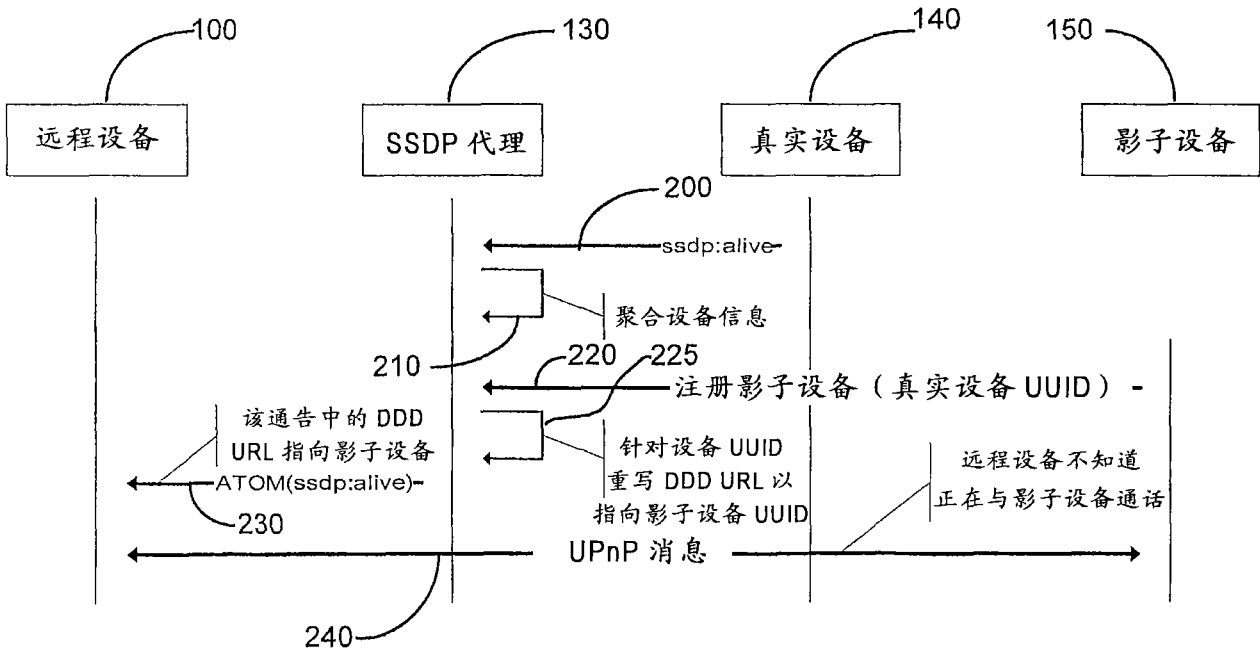 100
130
140
150
远程设备
SSDP 代理
真实设备
影子设备
200
ssdp:alive
聚合设备信息
210
220
225
注册影子设备（真实设备 UUID）
该通告中的 DDD
URL 指向影子设备
ATOM(ssdp:alive)
230
针对设备 UUID
重写 DDD URL 以
指向影子设备 UUID
远程设备不知道
正在与影子设备通话
UPnP 消息
240